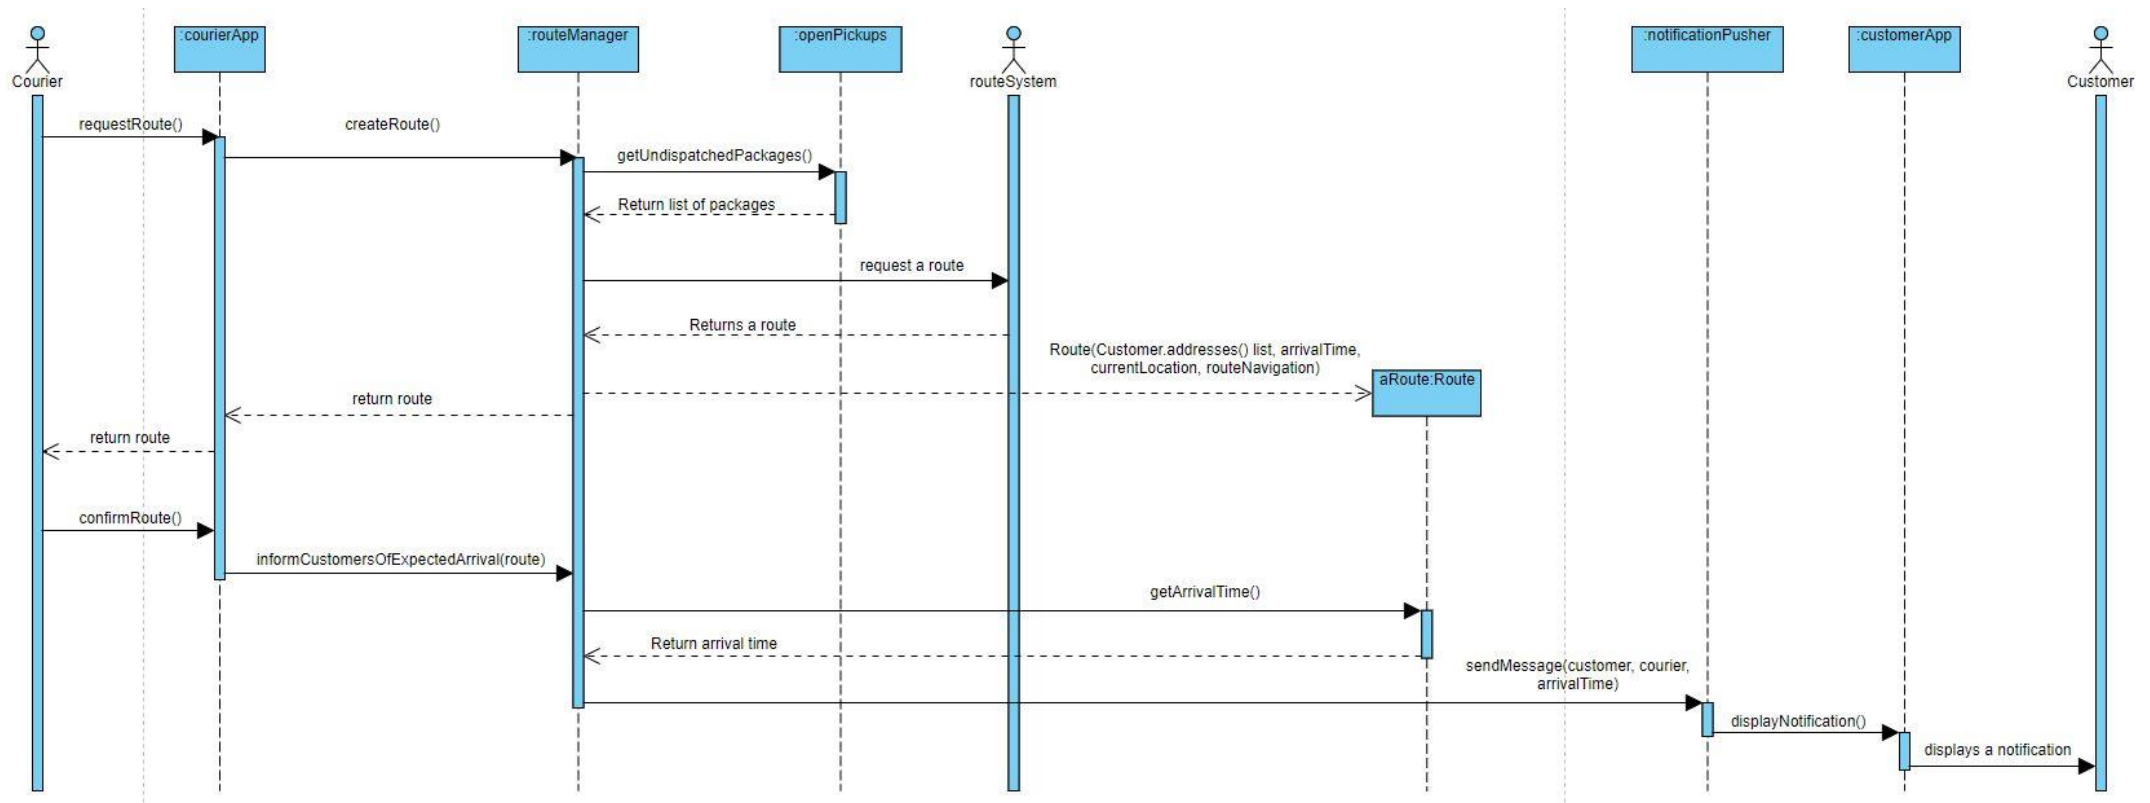 :courierApp
:routeManager
:openPickups
:notificationPusher
:customerApp
Courier
routeSystem
Customer
requestRoute()
createRoute()
getUndispatchedPackages()
Return list of packages
request a route
Returns a route
Route(Customer.addresses() list, arrivalTime,
currentLocation, routeNavigation)
aRoute:Route
return route
return route
confirmRoute()
informCustomersOfExpectedArrival(route)
getArrivalTime()
Return arrival time
sendMessage(customer, courier,
arrivalTime)
displayNotification()
displays a notification